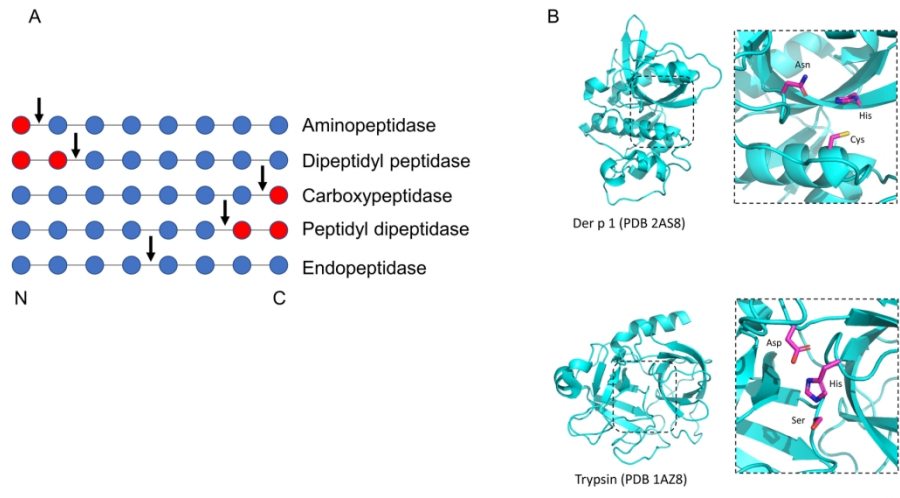 A
Aminopeptidase
Dipeptidyl peptidase
Carboxypeptidase
Peptidyl dipeptidase
Endopeptidase
N C
B
Asn
His
Cys
Der p 1 (PDB 2AS8)
Asp
His
Ser
Trypsin (PDB 1AZ8)